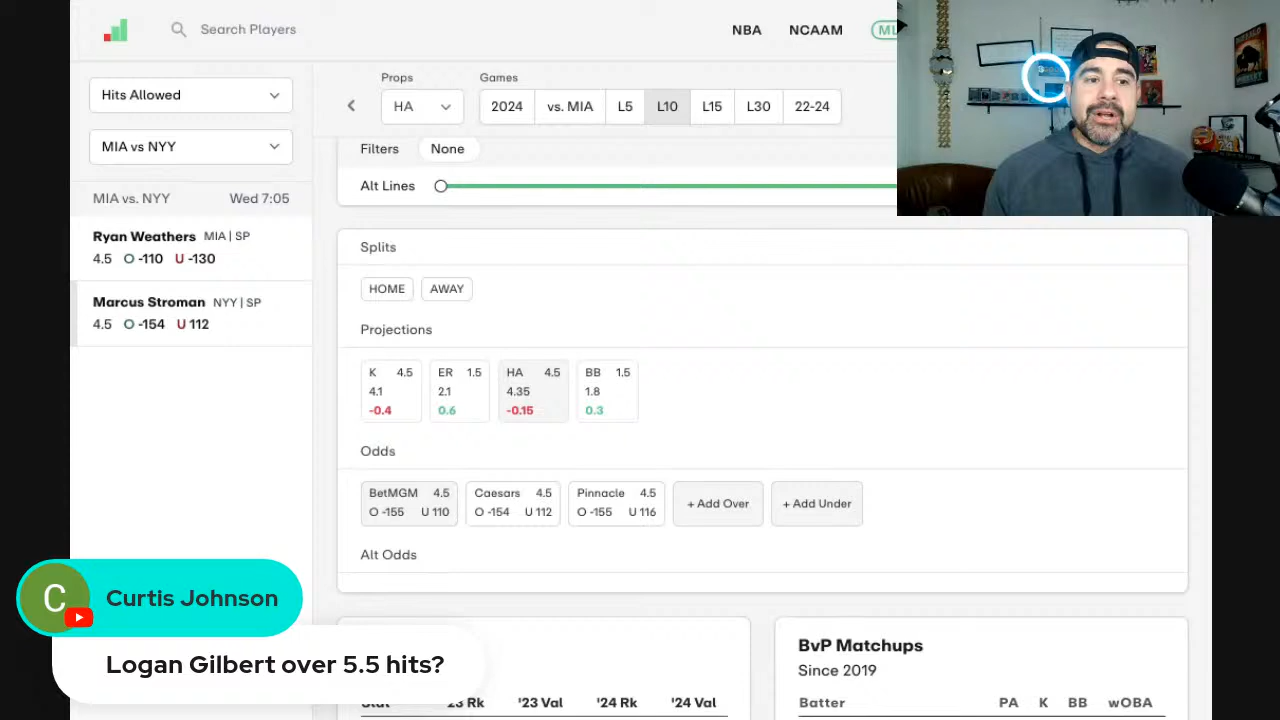 Search Players
NBA
NCAAM
Hits Allowed
MIA vs NYY
MIA vs. NYY Wed 7:05
Ryan Weathers MIA | SP
4.5 O -110 U -130
Marcus Stroman NYY | SP
4.5 O -154 U 112
Props
HA
Games
2024 vs. MIA L5 L10 L15 L30 22-24
Filters None
Alt Lines
Splits
HOME AWAY
Projections
K 4.5
4.1
-0.4
ER 1.5
2.1
0.6
HA 4.5
4.35
-0.15
BB 1.5
1.8
0.3
Odds
BetMGM 4.5
O -155 U 110
Caesars 4.5
O -154 U 112
Pinnacle 4.5
O -155 U 116
+ Add Over
+ Add Under
Alt Odds
C
Curtis Johnson
Logan Gilbert over 5.5 hits?
'23 Val '24 Rk '24 Val
BvP Matchups
Since 2019
Batter PA K BB wOBA